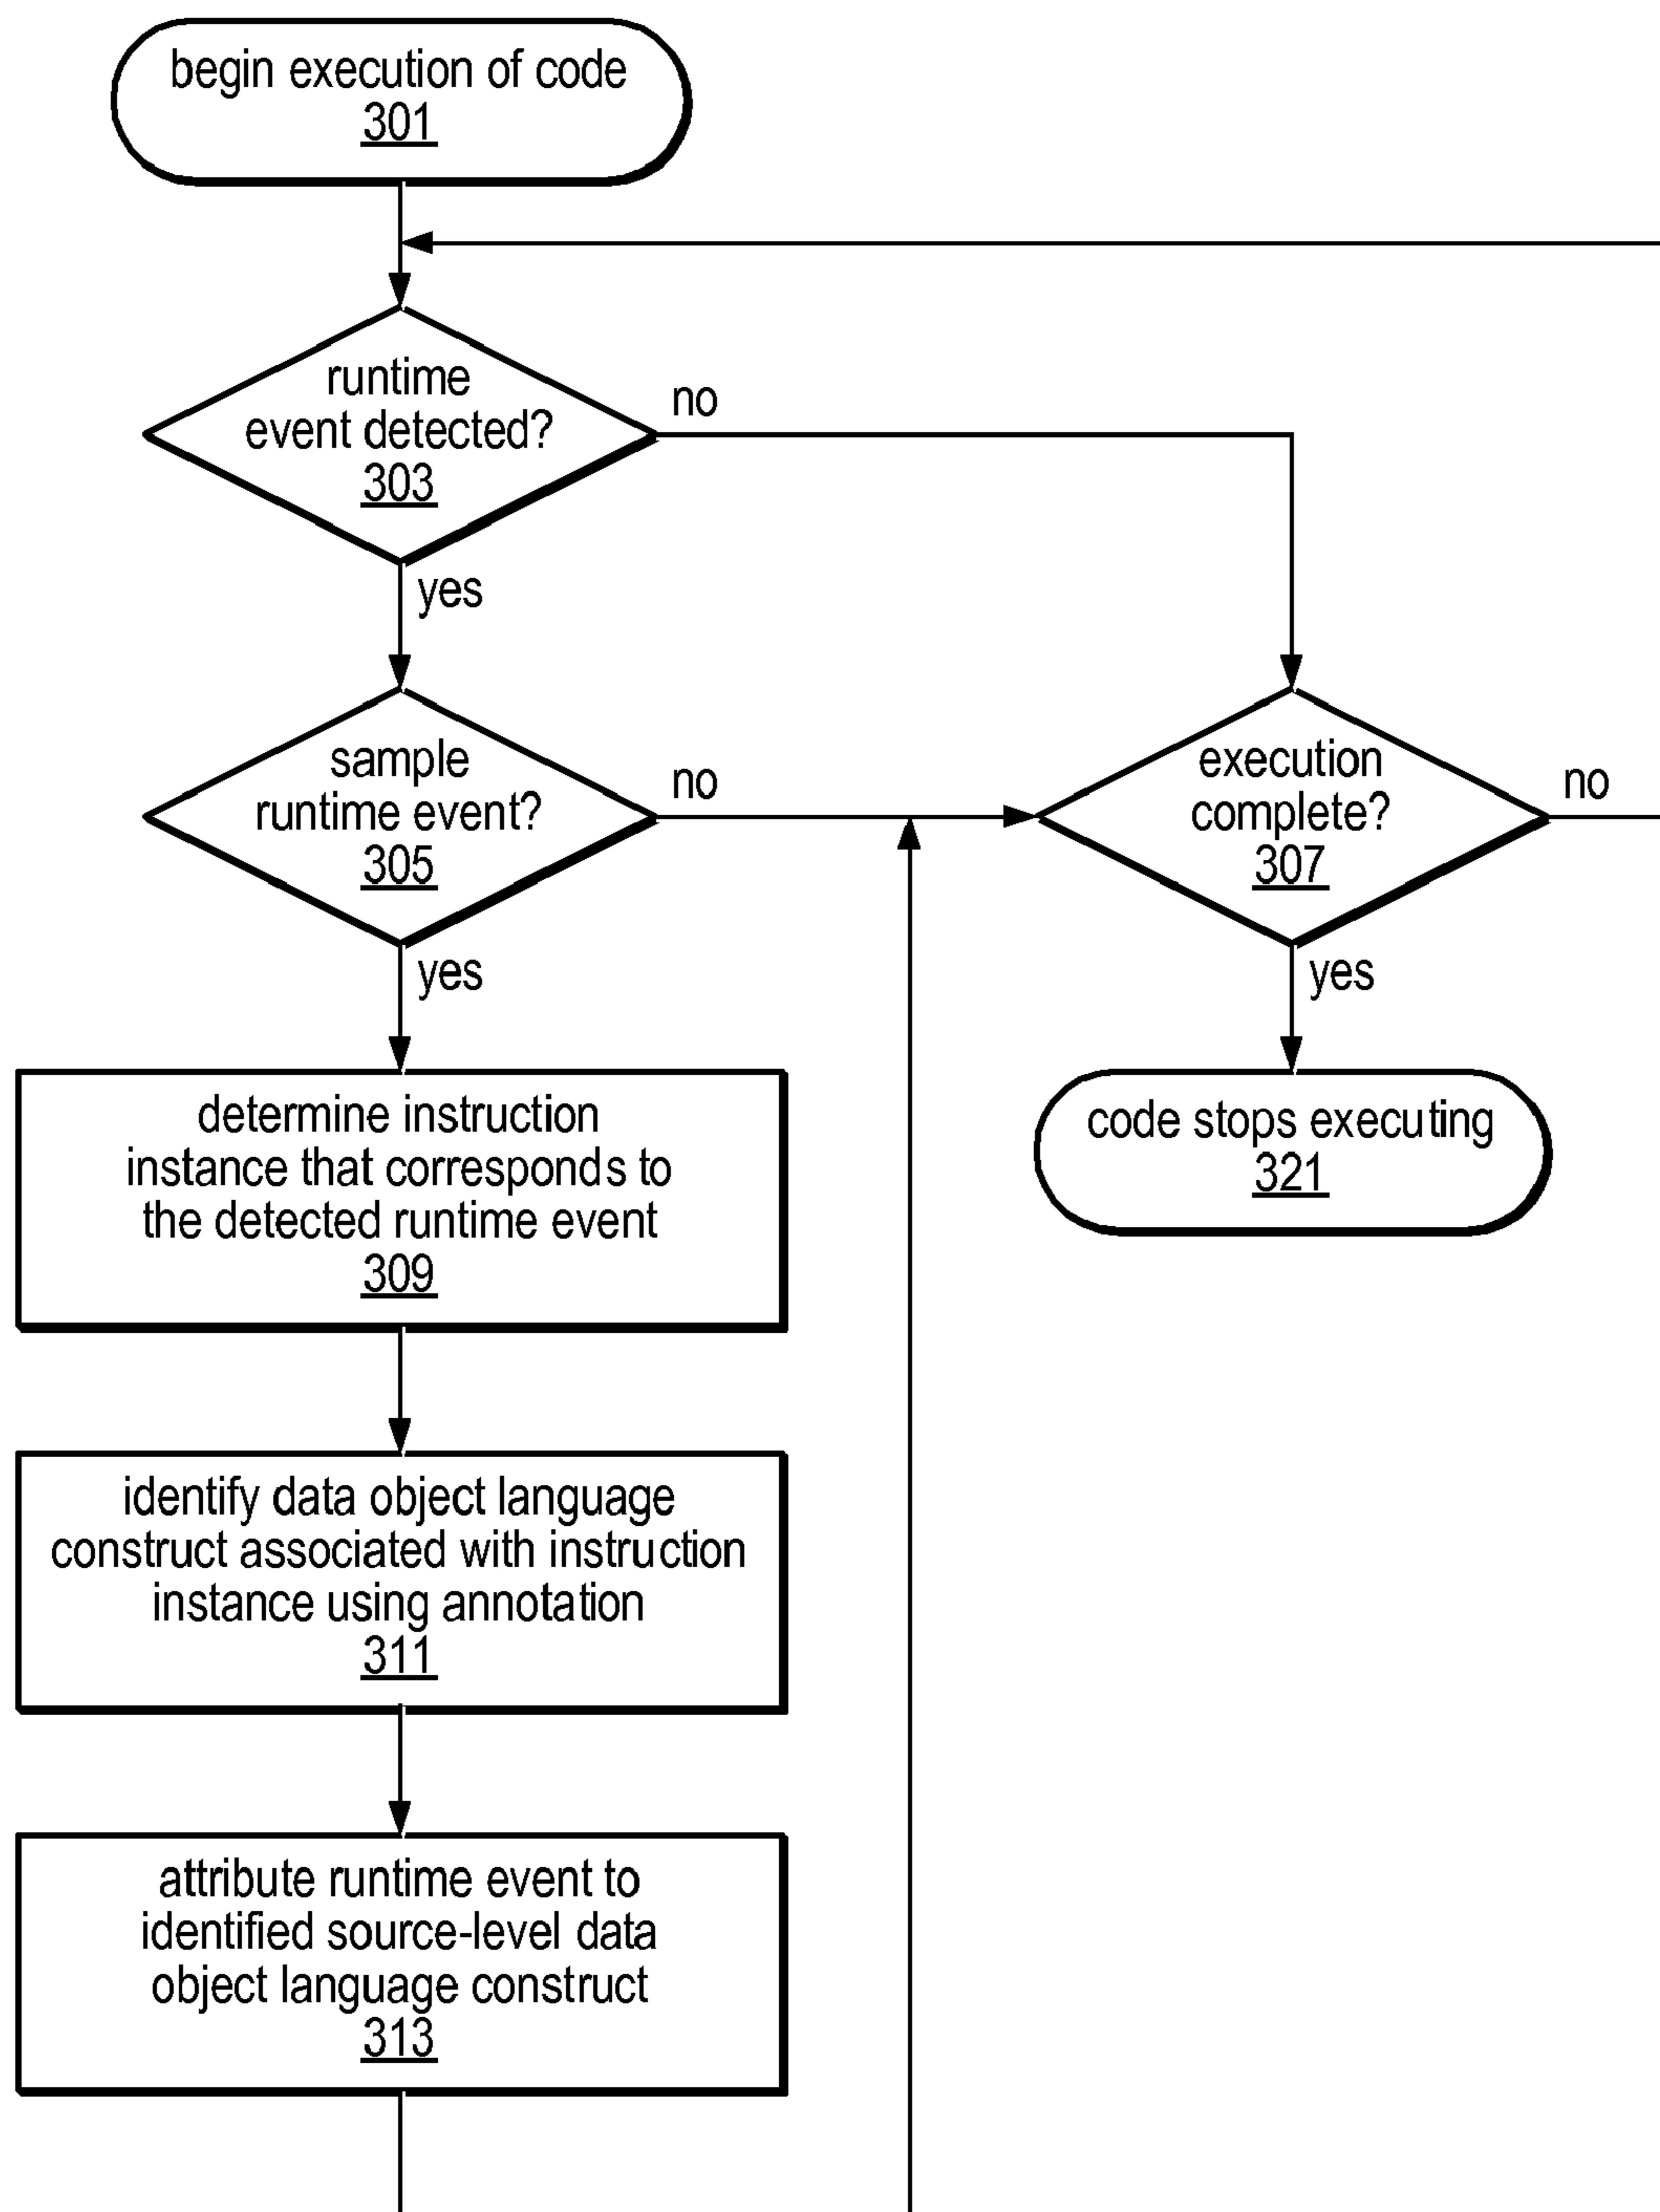 begin execution of code
301
runtime
event detected?
303
no
yes
sample
runtime event?
305
no
yes
execution
complete?
307
no
yes
determine instruction
instance that corresponds to
the detected runtime event
309
code stops executing
321
identify data object language
construct associated with instruction
instance using annotation
311
attribute runtime event to
identified source-level data
object language construct
313